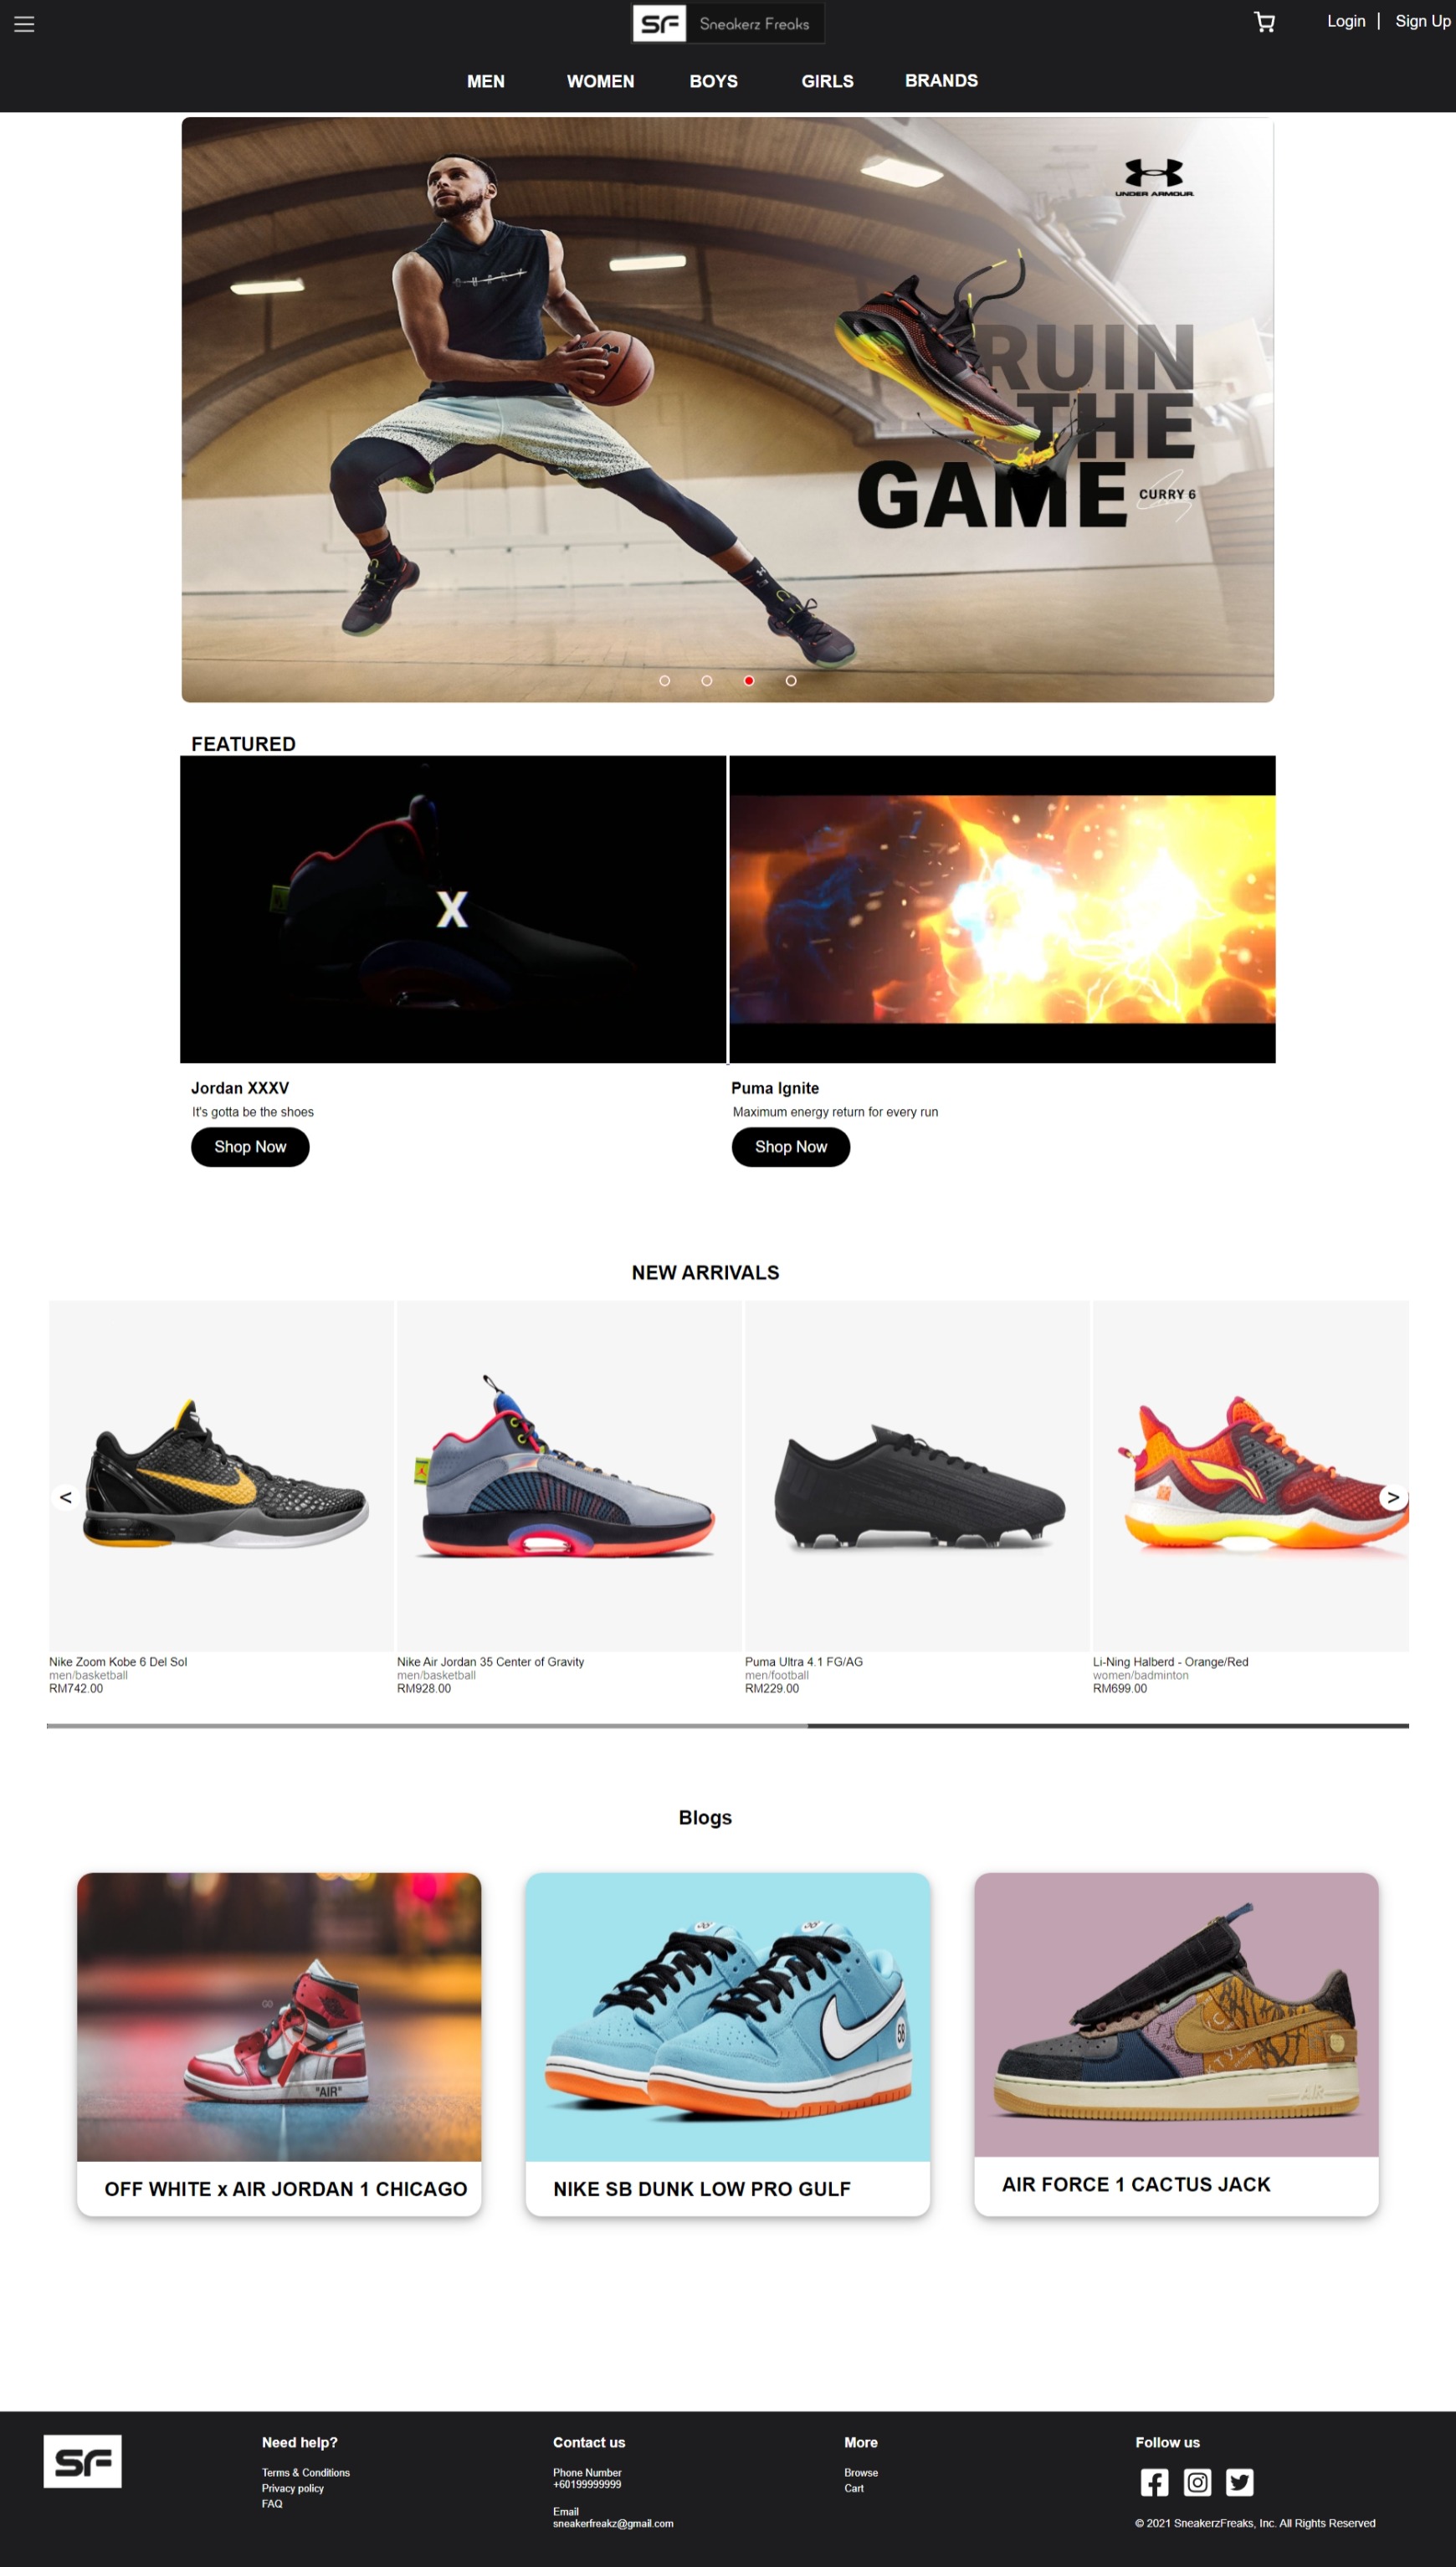 SF Sneakerz Freaks
Login | Sign Up
MEN WOMEN BOYS GIRLS BRANDS
UNDER ARMOUR
CURRY
RUIN
THE
GAME
CURRY 6
FEATURED
X
Jordan XXXV
It's gotta be the shoes
Shop Now
Puma Ignite
Maximum energy return for every run
Shop Now
NEW ARRIVALS
< >
Nike Zoom Kobe 6 Del Sol
men/basketball
RM742.00
Nike Air Jordan 35 Center of Gravity
men/basketball
RM928.00
Puma Ultra 4.1 FG/AG
men/football
RM229.00
Li-Ning Halberd - Orange/Red
women/badminton
RM699.00
Blogs
"AIR"
OFF WHITE x AIR JORDAN 1 CHICAGO
58
NIKE SB DUNK LOW PRO GULF
AIR
AIR FORCE 1 CACTUS JACK
SF
Need help?
Terms & Conditions
Privacy policy
FAQ
Contact us
Phone Number
+60199999999
Email
sneakerfreakz@gmail.com
More
Browse
Cart
Follow us
© 2021 SneakerzFreaks, Inc. All Rights Reserved